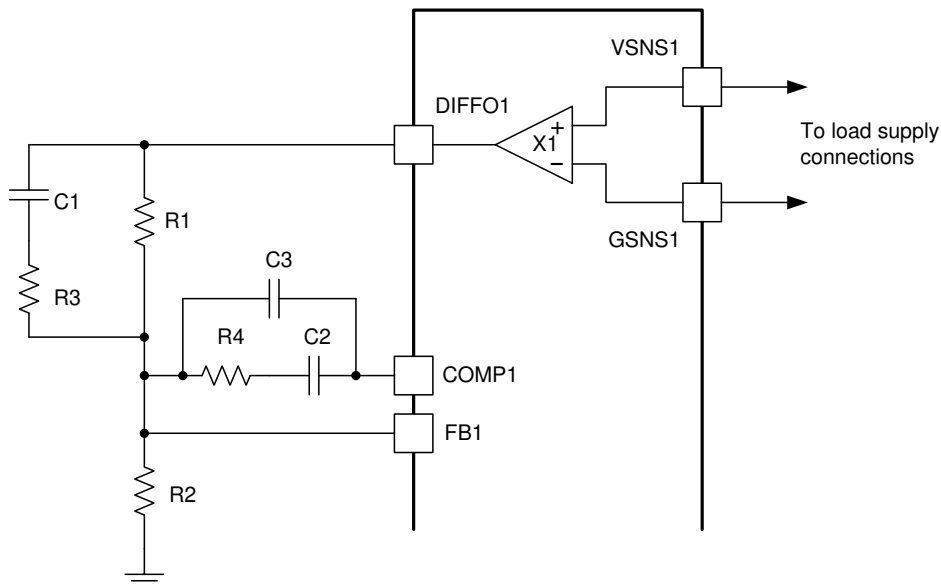 VSNS1
DIFFO1
+
X1
−
To load supply
connections
C1
R1
GSNS1
C3
R3
R4
C2
COMP1
FB1
R2